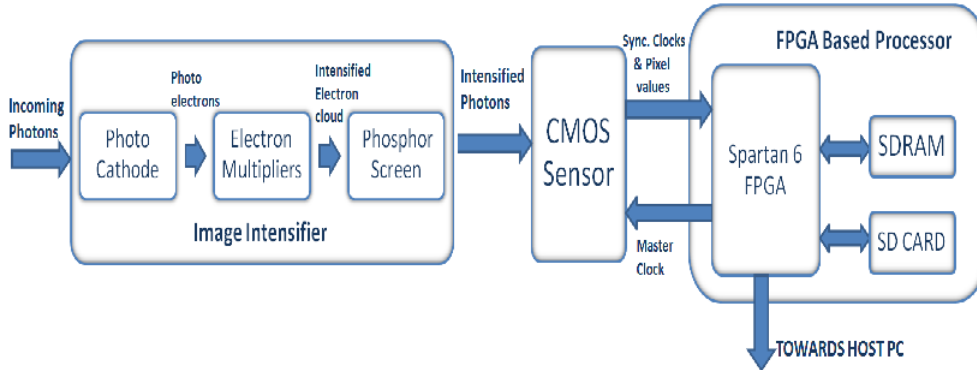 Incoming
Photons
Photo
Cathode
Photo
electrons
Electron
Multipliers
Intensified
Electron
cloud
Phosphor
Screen
Image Intensifier
Intensified
Photons
CMOS
Sensor
Sync. Clocks
& Pixel
values
Master
Clock
FPGA Based Processor
Spartan 6
FPGA
SDRAM
SD CARD
TOWARDS HOST PC